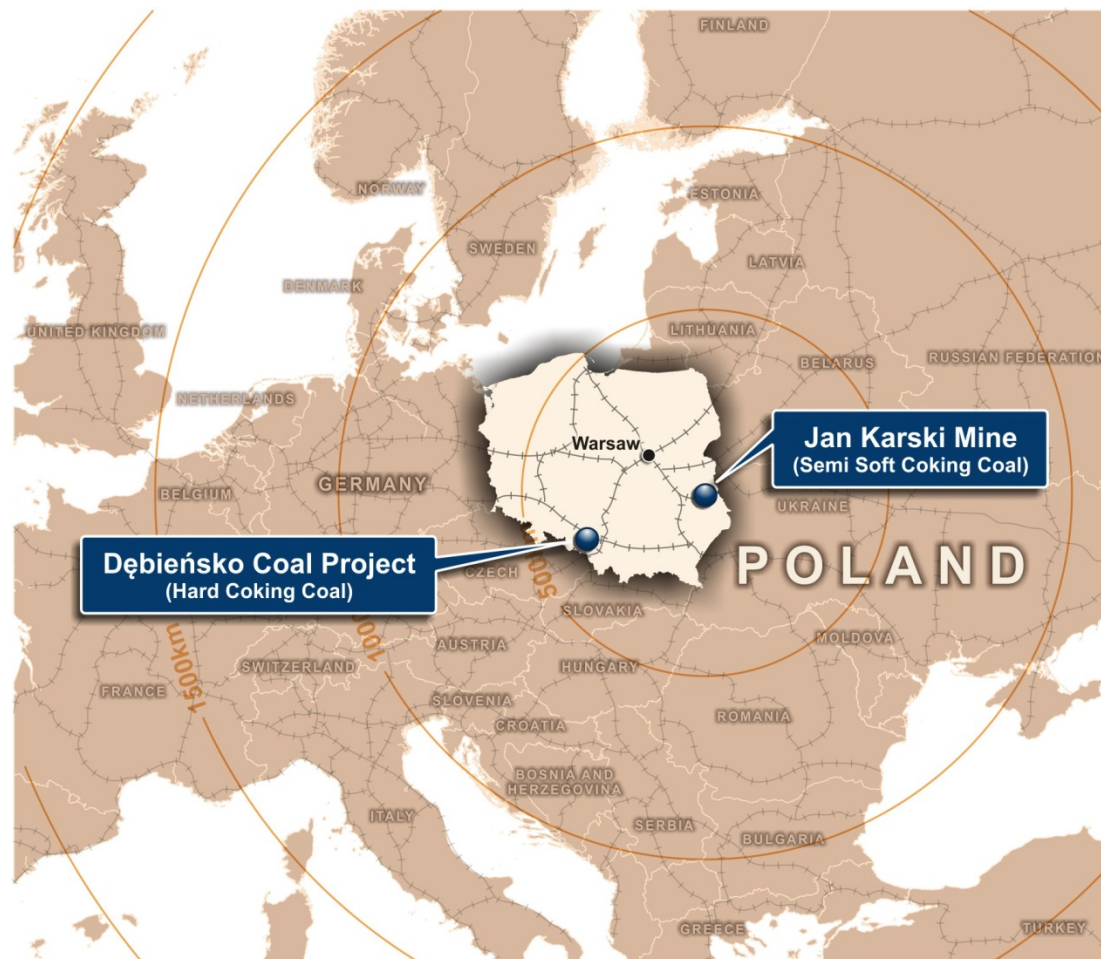 FINLAND
NORWAY
ESTONIA
SWEDEN
LATVIA
DENMARK
UNITED KINGDOM
LITHUANIA
BELARUS
RUSSIAN FEDERATION
NETHERLANDS
Warsaw
Jan Karski Mine
(Semi Soft Coking Coal)
BELGIUM
GERMANY
UKRAINE
POLAND
Dębieńsko Coal Project
(Hard Coking Coal)
CZECH
SLOVAKIA
1500km
MOLDOVA
AUSTRIA
SWITZERLAND
HUNGARY
FRANCE
SLOVENIA
ROMANIA
CROATIA
BOSNIA AND
HERZEGOVINA
ITALY
SERBIA
BULGARIA
GREECE
TURKEY